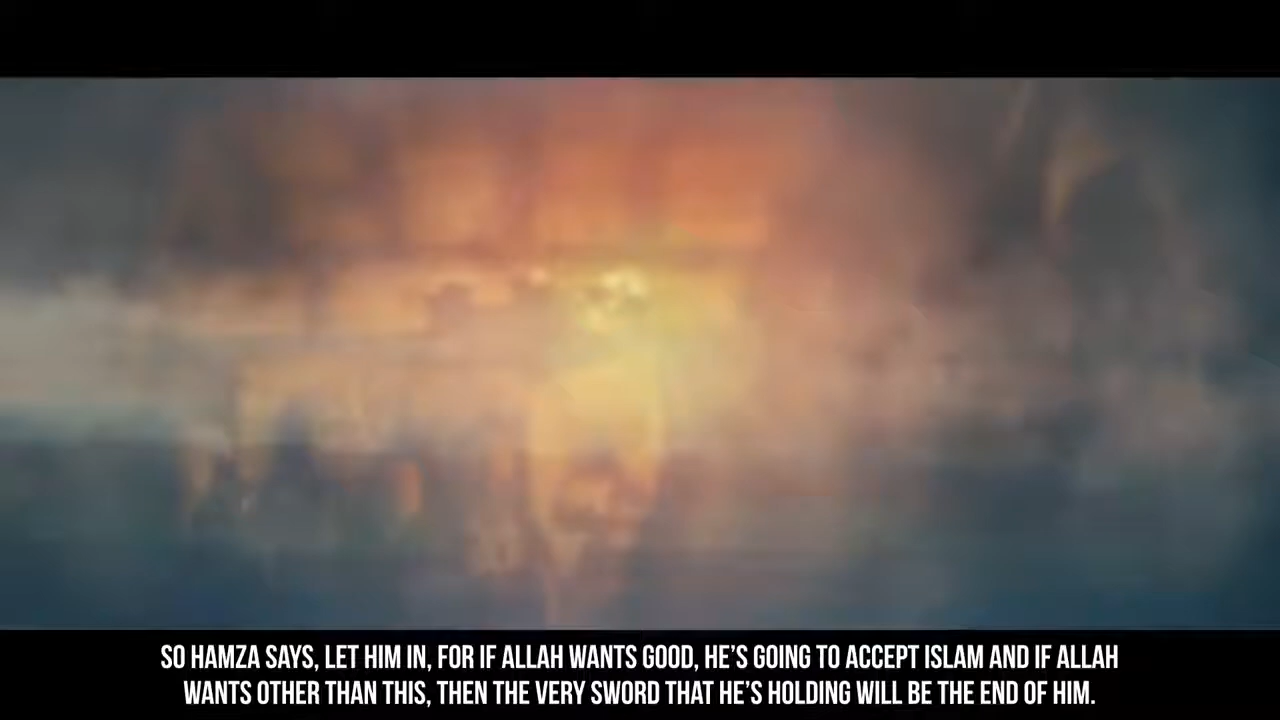 SO HAMZA SAYS, LET HIM IN, FOR IF ALLAH WANTS GOOD, HE'S GOING TO ACCEPT ISLAM AND IF ALLAH
WANTS OTHER THAN THIS, THEN THE VERY SWORD THAT HE'S HOLDING WILL BE THE END OF HIM.